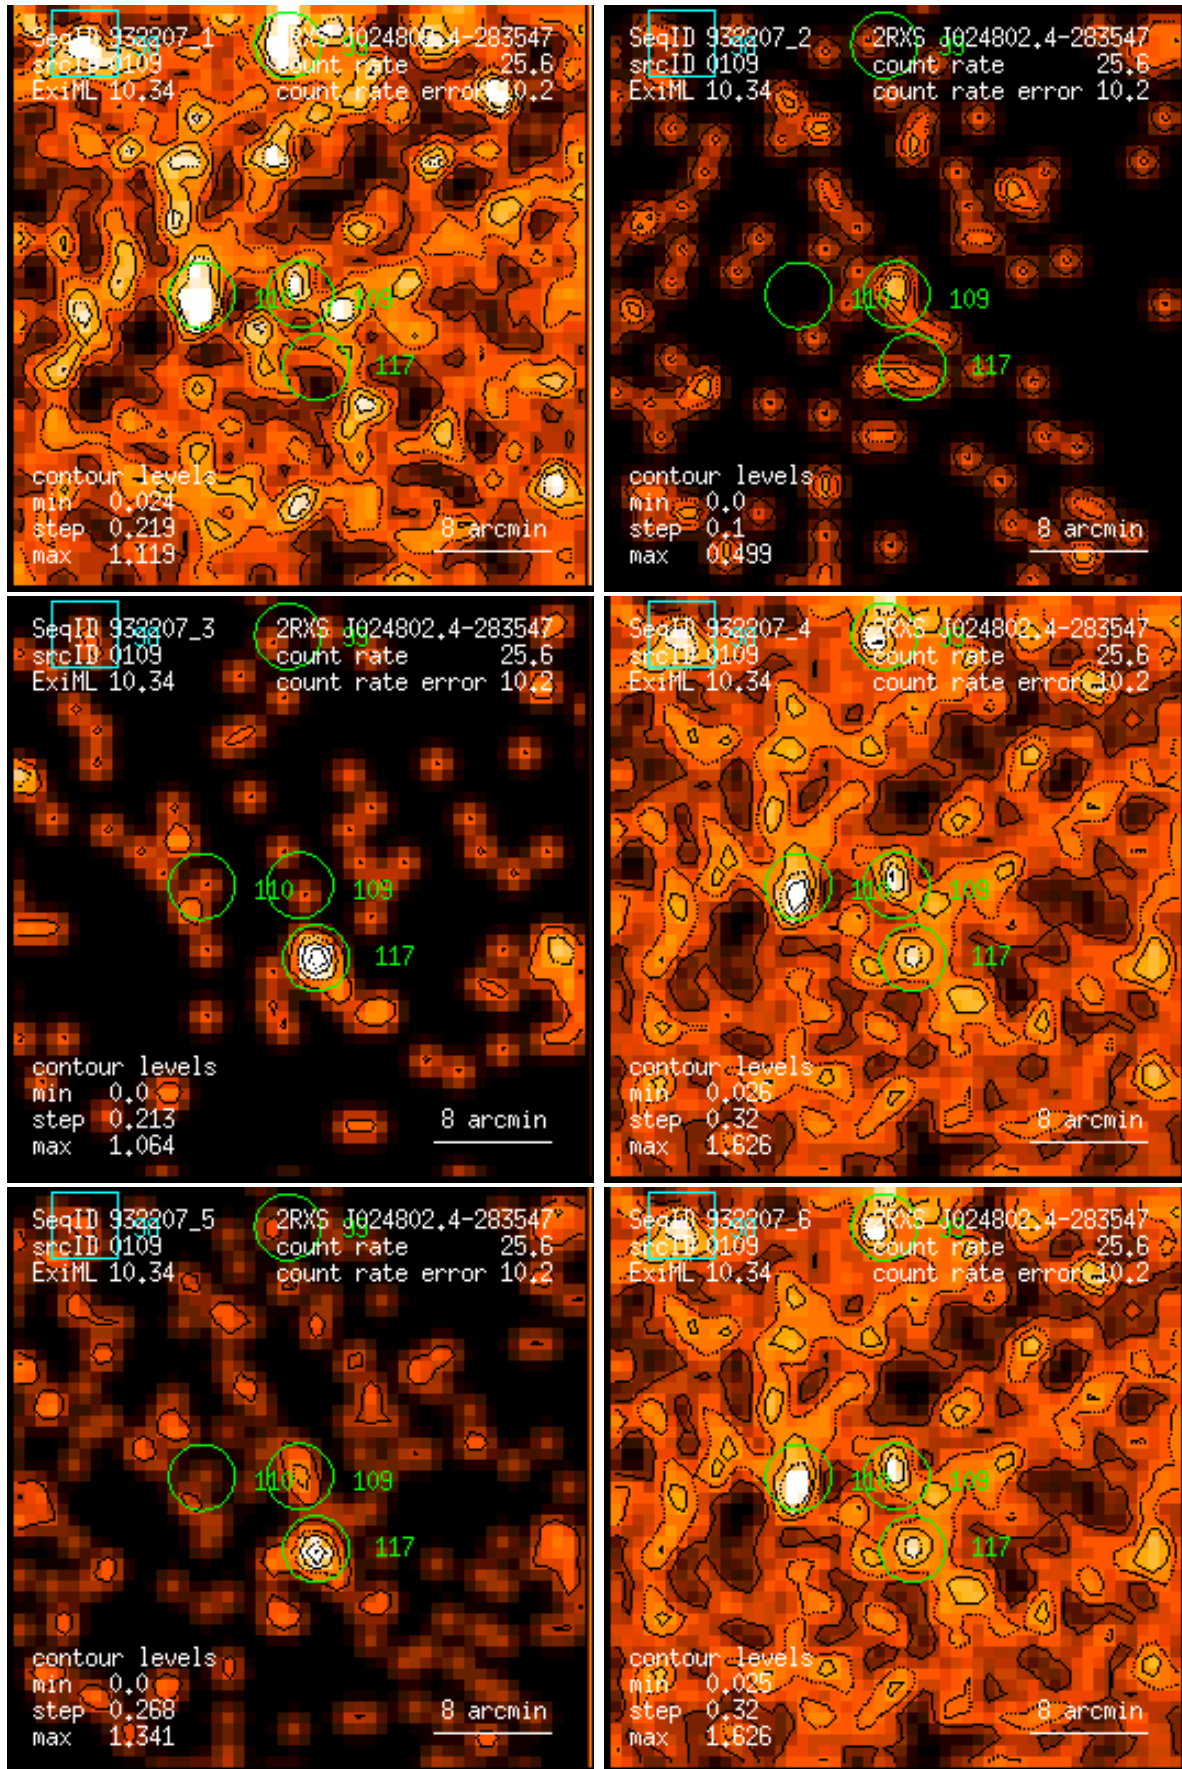 SeqID 932207_1 2RXS J024802.4-283547
srcID 0109 count rate 25.6
ExiML 10.34 count rate error 10.2
99
110 109
117
contour levels
min 0.024
step 0.219
max 1.119
8 arcmin
SeqID 932207_2 2RXS J024802.4-283547
srcID 0109 count rate 25.6
ExiML 10.34 count rate error 10.2
99
110 109
117
contour levels
min 0.0
step 0.1
max 0.499
8 arcmin
SeqID 932207_3 2RXS J024802.4-283547
srcID 0109 count rate 25.6
ExiML 10.34 count rate error 10.2
99
110 109
117
contour levels
min 0.0
step 0.213
max 1.064
8 arcmin
SeqID 932207_4 2RXS J024802.4-283547
srcID 0109 count rate 25.6
ExiML 10.34 count rate error 10.2
99
110 109
117
contour levels
min 0.026
step 0.32
max 1.626
8 arcmin
SeqID 932207_5 2RXS J024802.4-283547
srcID 0109 count rate 25.6
ExiML 10.34 count rate error 10.2
99
110 109
117
contour levels
min 0.0
step 0.268
max 1.341
8 arcmin
SeqID 932207_6 2RXS J024802.4-283547
srcID 0109 count rate 25.6
ExiML 10.34 count rate error 10.2
99
110 109
117
contour levels
min 0.025
step 0.32
max 1.626
8 arcmin